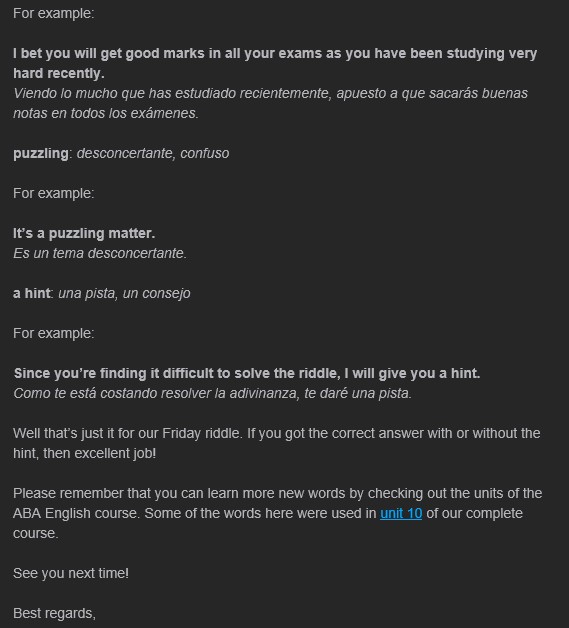 For example:
I bet you will get good marks in all your exams as you have been studying very
hard recently.
Viendo lo mucho que has estudiado recientemente, apuesto a que sacarás buenas
notas en todos los exámenes.
puzzling: desconcertante, confuso
For example:
It's a puzzling matter.
Es un tema desconcertante.
a hint: una pista, un consejo
For example:
Since you're finding it difficult to solve the riddle, I will give you a hint.
Como te está costando resolver la adivinanza, te daré una pista.
Well that's just it for our Friday riddle. If you got the correct answer with or without the
hint, then excellent job!
Please remember that you can learn more new words by checking out the units of the
ABA English course. Some of the words here were used in unit 10 of our complete
course.
See you next time!
Best regards,